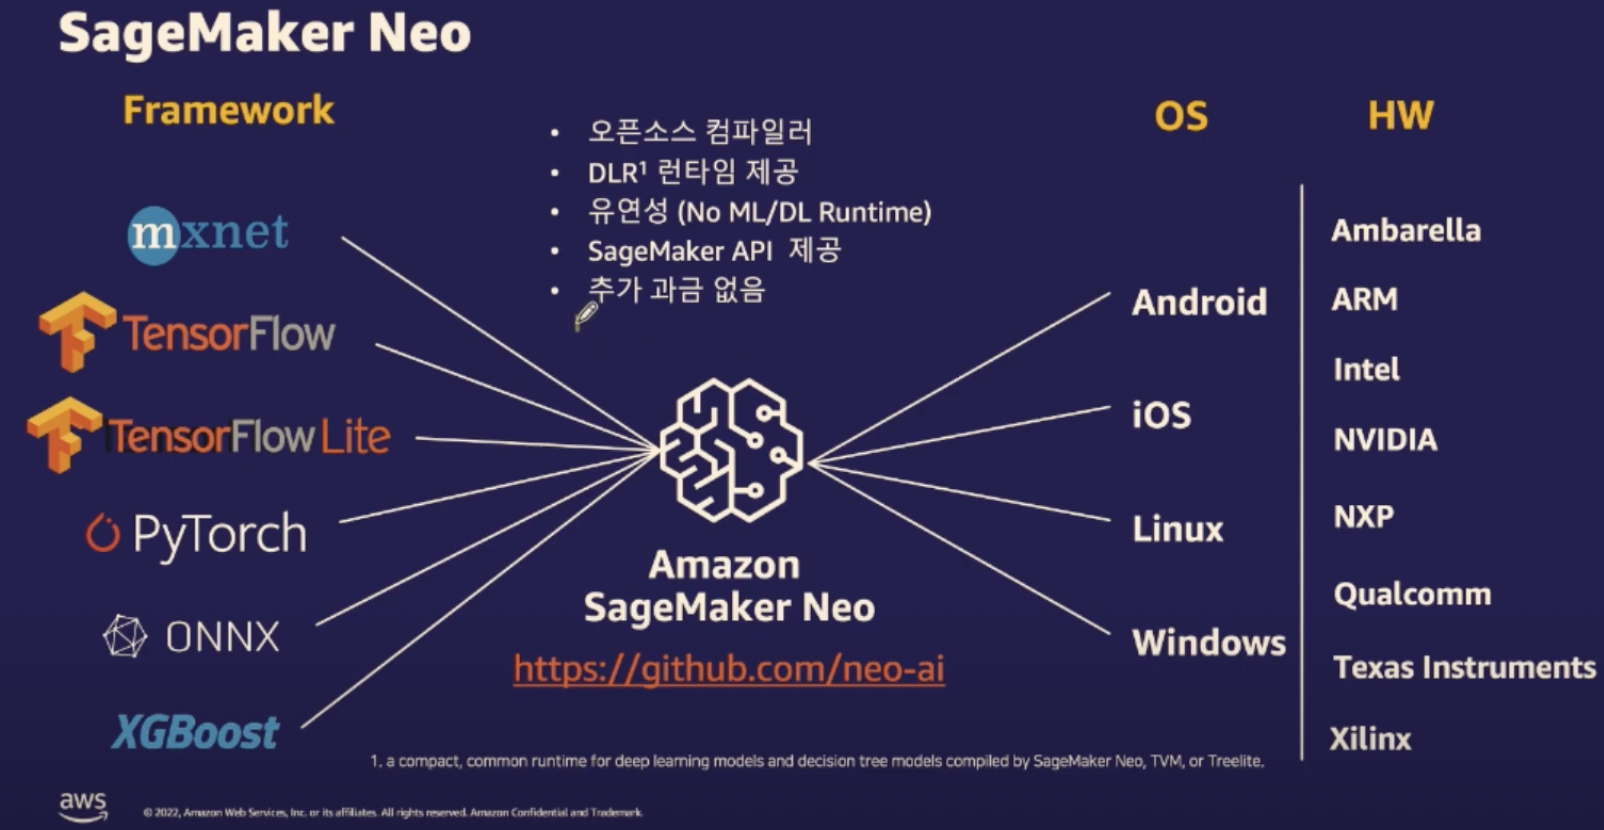 SageMaker Neo
Framework
mxnet
TensorFlow
TensorFlow Lite
PyTorch
ONNX
XGBoost
• 오픈소스 컴파일러
• DLR¹ 런타임 제공
• 유연성 (No ML/DL Runtime)
• SageMaker API 제공
• 추가 과금 없음
Amazon
SageMaker Neo
https://github.com/neo-ai
OS
Android
iOS
Linux
Windows
HW
Ambarella
ARM
Intel
NVIDIA
NXP
Qualcomm
Texas Instruments
Xilinx
1. a compact, common runtime for deep learning models and decision tree models compiled by SageMaker Neo, TVM, or Treelite.
aws
© 2022, Amazon Web Services, Inc. or its affiliates. All rights reserved. Amazon Confidential and Trademark.